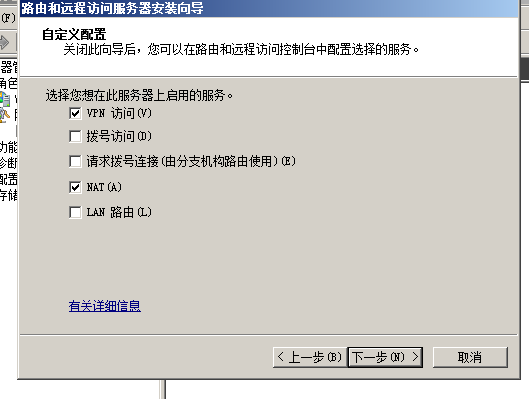 路由和远程访问服务器安装向导
(F)
自定义配置
关闭此向导后，您可以在路由和远程访问控制台中配置选择的服务。
选择您想在此服务器上启用的服务。
VPN 访问(V)
拨号访问(D)
请求拨号连接(由分支机构路由使用)(E)
NAT(A)
LAN 路由(L)
角色
功能
诊断
配置
存储
有关详细信息
< 上一步(B) 下一步(N) > 取消